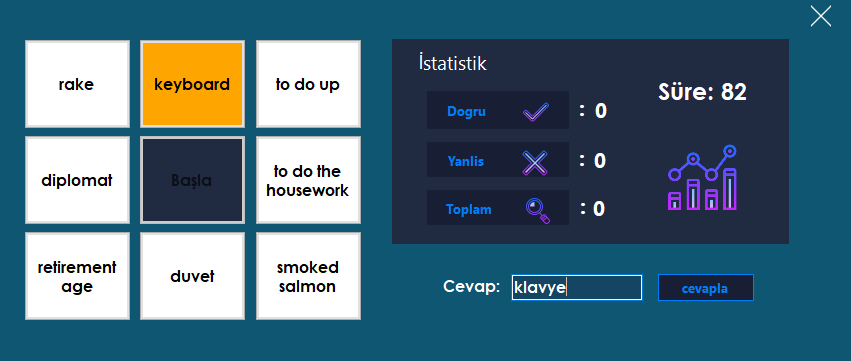 rake
keyboard
to do up
diplomat
Başla
to do the
housework
retirement
age
duvet
smoked
salmon
İstatistik
Süre: 82
Dogru : 0
Yanlis : 0
Toplam : 0
Cevap: klavye cevapla